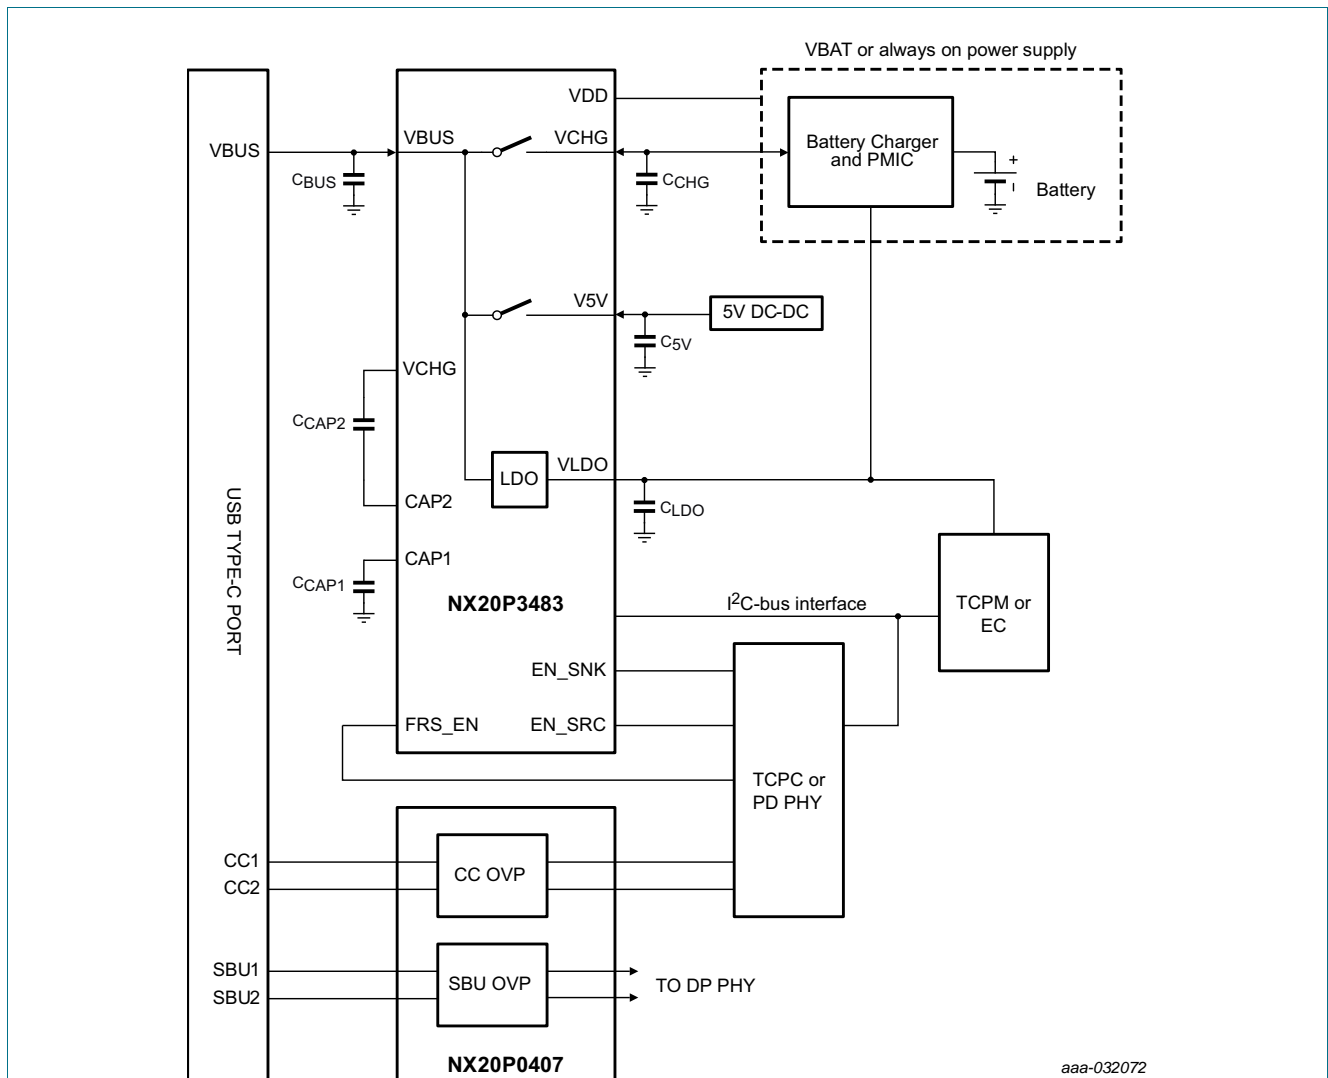 VBAT or always on power supply
VDD
VBUS
VBUS
VCHG
Battery Charger
and PMIC
+
CBUS
CCHG
Battery
V5V
5V DC-DC
C5V
VCHG
CCAP2
LDO
VLDO
CAP2
CLDO
USB TYPE-C PORT
CAP1
CCAP1
NX20P3483
I2C-bus interface
TCPM or
EC
EN_SNK
FRS_EN
EN_SRC
TCPC or
PD PHY
CC1
CC OVP
CC2
SBU1
SBU OVP
TO DP PHY
SBU2
NX20P0407
aaa-032072